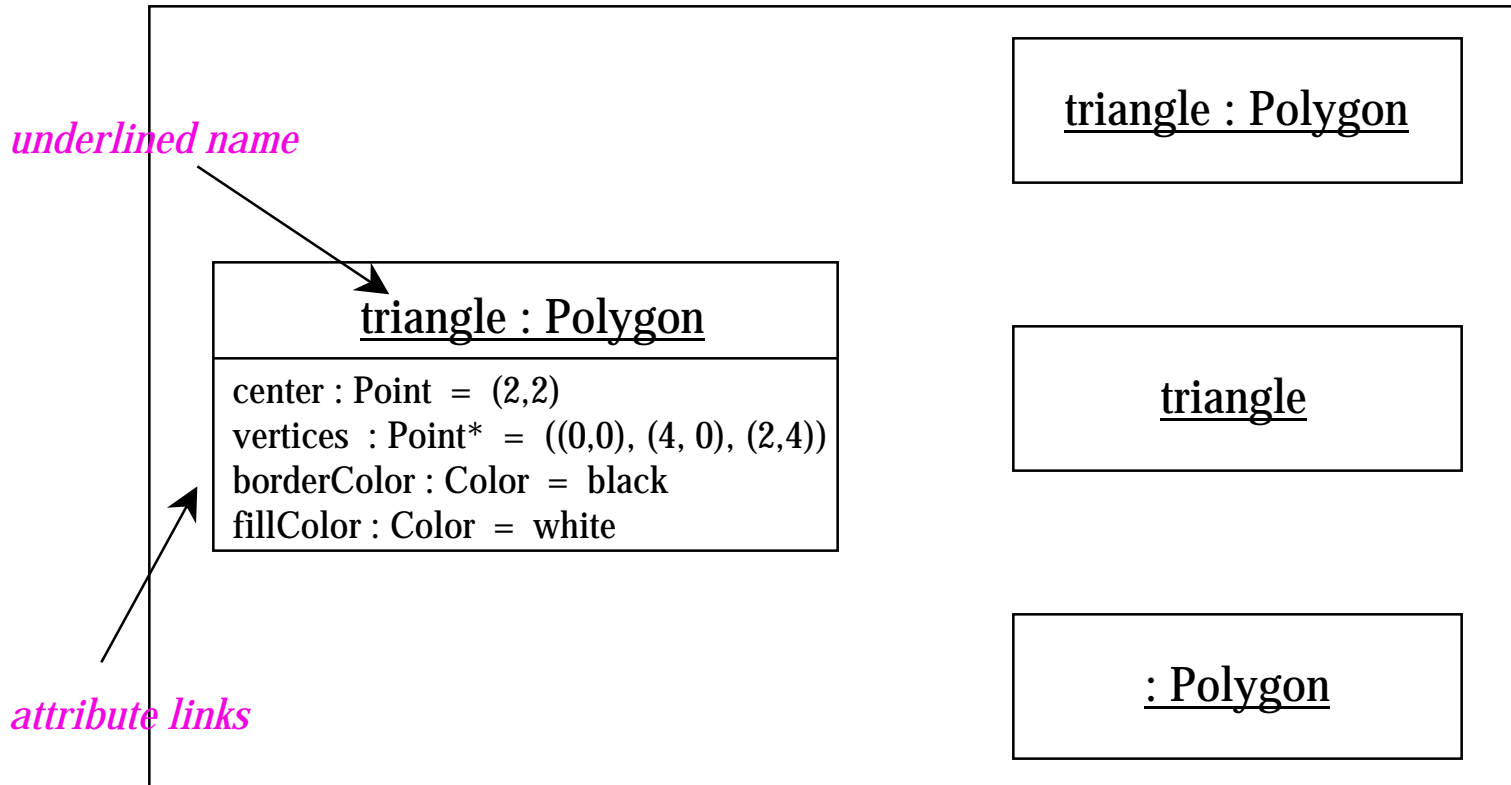 underlined name
triangle : Polygon
center : Point = (2,2)
vertices : Point* = ((0,0), (4, 0), (2,4))
borderColor : Color = black
fillColor : Color = white
attribute links
triangle : Polygon
triangle
: Polygon